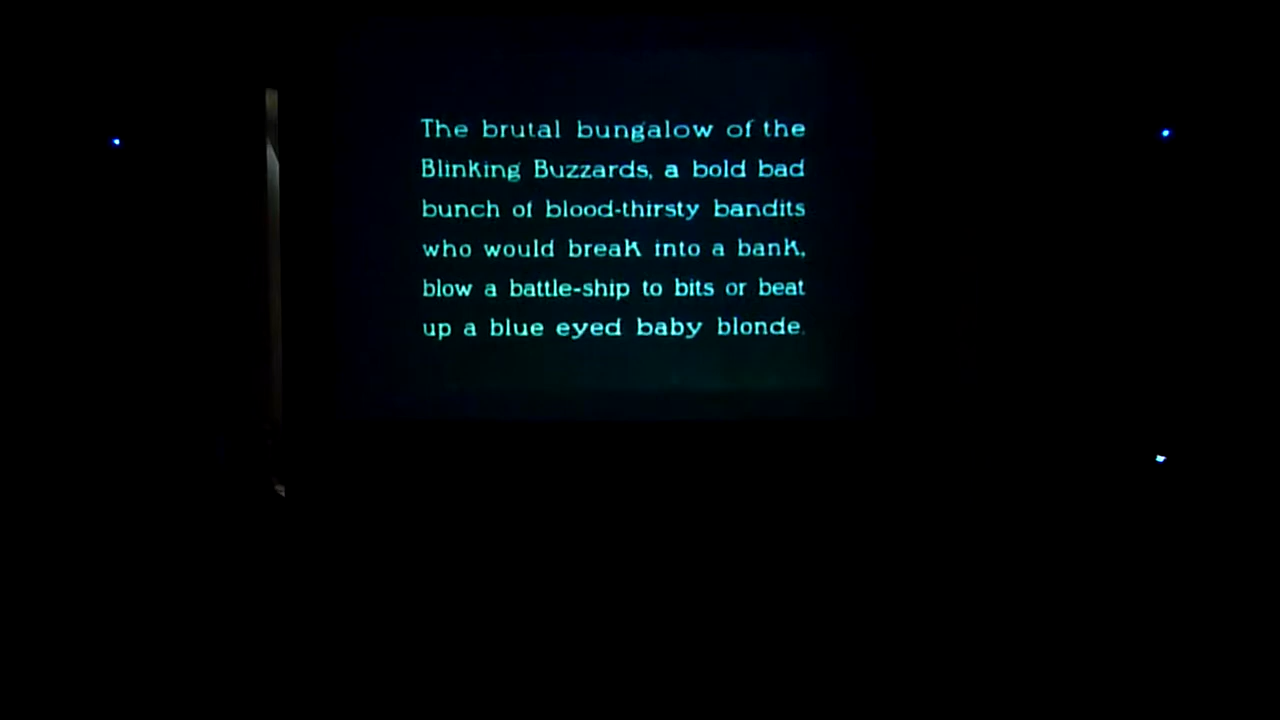 The brutal bungalow of the
Blinking Buzzards, a bold bad
bunch of blood-thirsty bandits
who would break into a bank,
blow a battle-ship to bits or beat
up a blue eyed baby blonde.